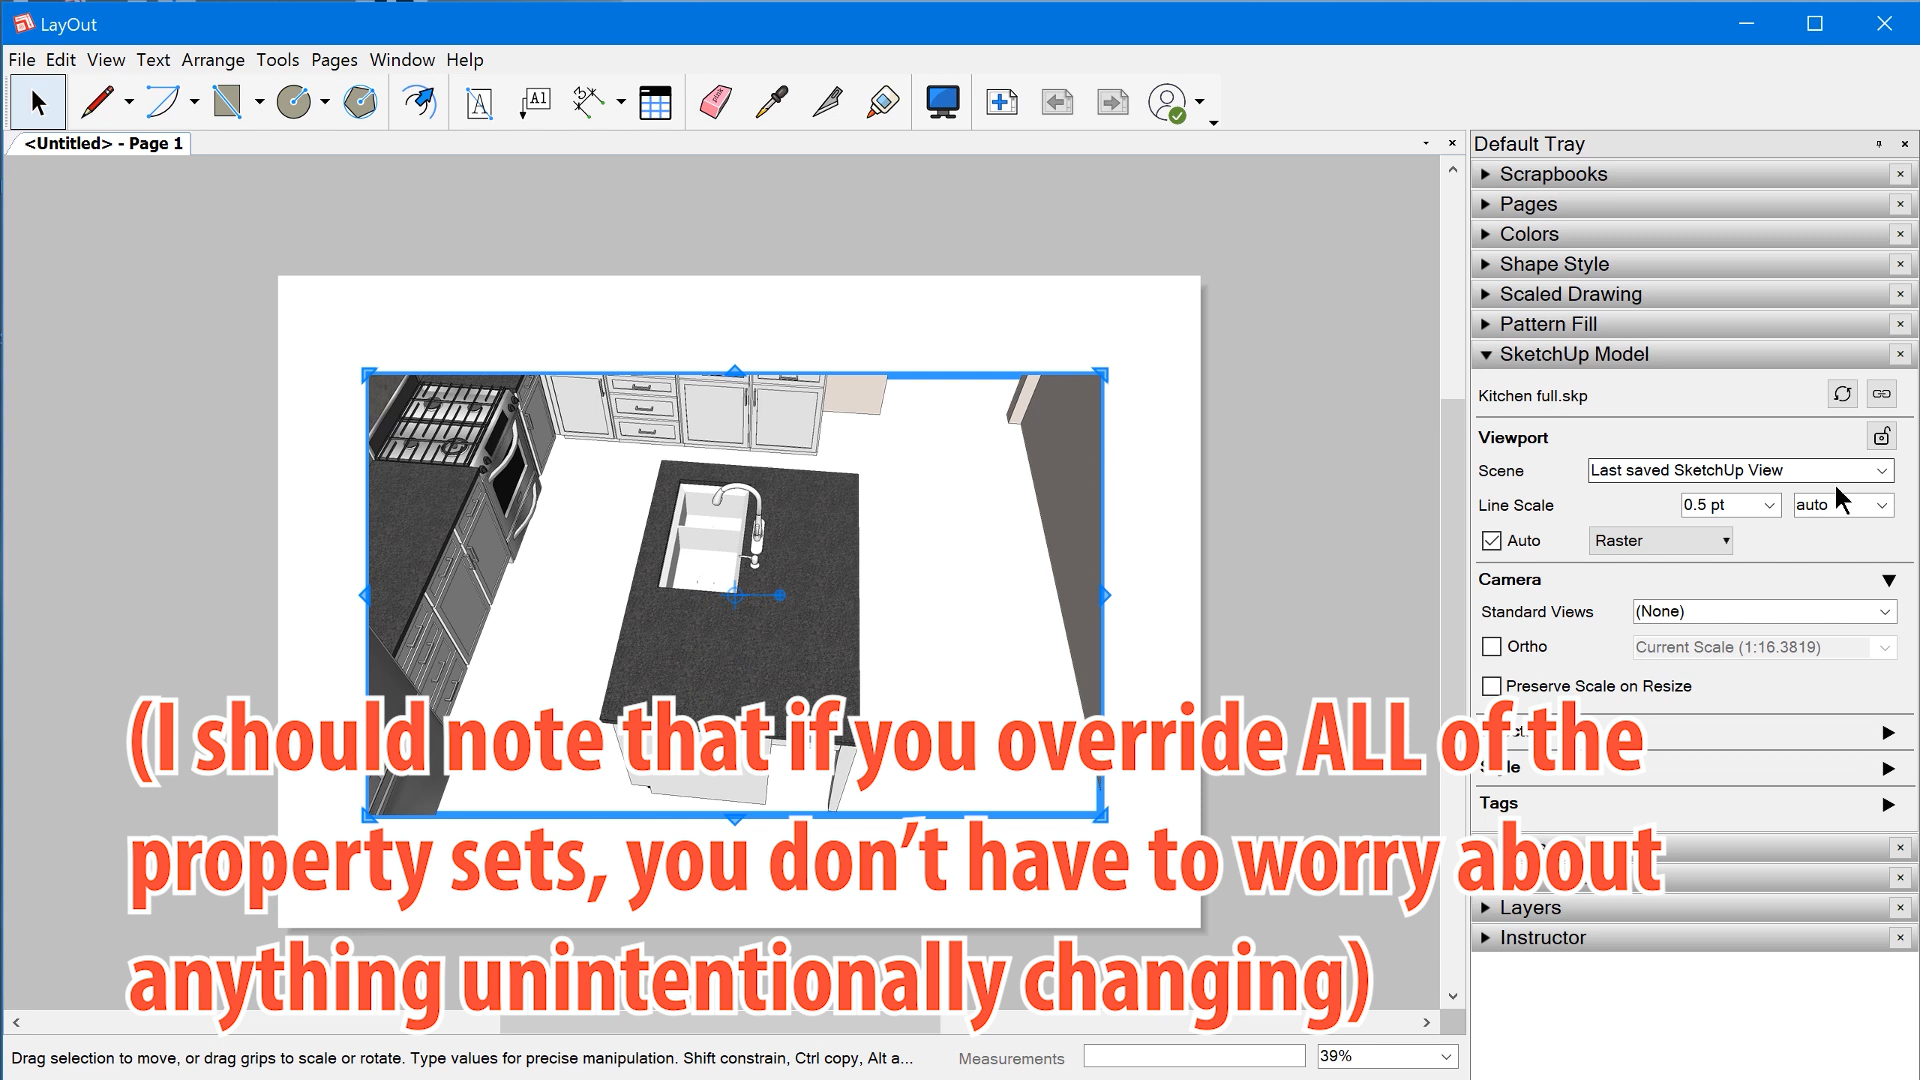 LayOut
File Edit View Text Arrange Tools Pages Window Help
A
A1
<Untitled> - Page 1
Default Tray
Scrapbooks
Pages
Colors
Shape Style
Scaled Drawing
Pattern Fill
SketchUp Model
Kitchen full.skp
Viewport
Scene Last saved SketchUp View
Line Scale 0.5 pt auto
Auto Raster
Camera
Standard Views (None)
Ortho Current Scale (1:16.3819)
Preserve Scale on Resize
Tags
Layers
Instructor
(I should note that if you override ALL of the
property sets, you don't have to worry about
anything unintentionally changing)
Drag selection to move, or drag grips to scale or rotate. Type values for precise manipulation. Shift constrain, Ctrl copy, Alt a... Measurements 39%